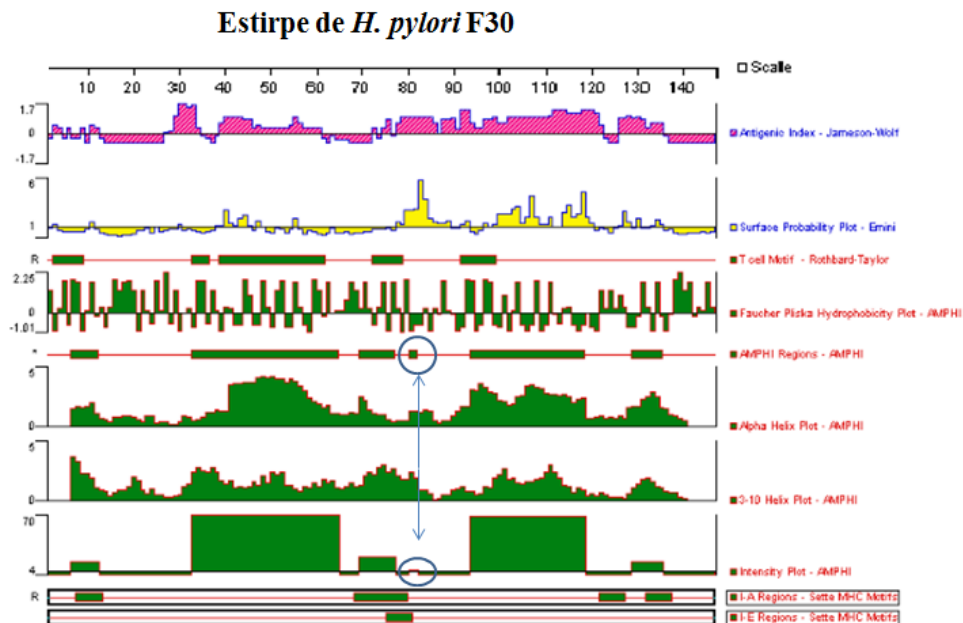 Estirpe de H. pylori F30
Scalle
10 20 30 40 50 60 70 80 90 100 110 120 130 140
1.7
0
-1.7
Antigenic Index - Jameson-Wolf
6
1
Surface Probability Plot - Emini
R
T cell Motif - Rothbard-Taylor
2.25
0
-1.01
Faucher Pliska Hydrophobicity Plot - AMPHI
*
AMPHI Regions - AMPHI
5
0
Alpha Helix Plot - AMPHI
5
0
3-10 Helix Plot - AMPHI
70
4
Intensity Plot - AMPHI
R
I-A Regions - Sette MHC Motifs
I-E Regions - Sette MHC Motifs